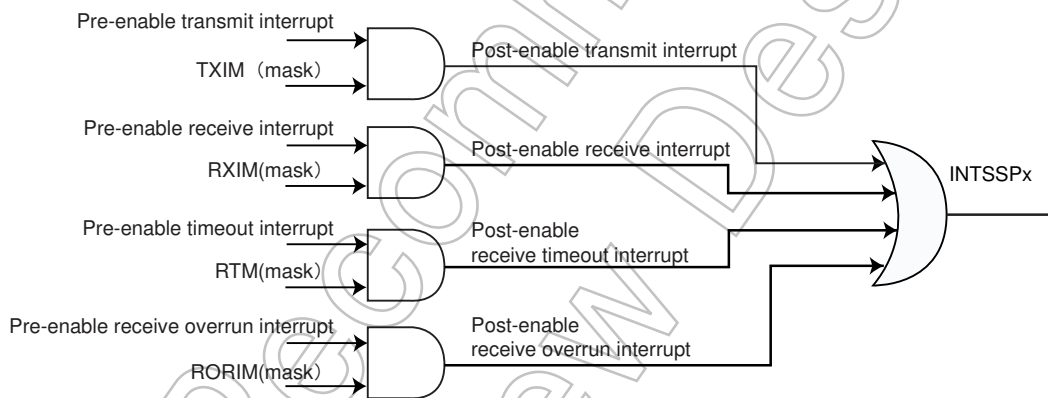 Pre-enable transmit interrupt
TXIM （mask）
Post-enable transmit interrupt
Pre-enable receive interrupt
RXIM(mask）
Post-enable receive interrupt
INTSSPx
Pre-enable timeout interrupt
RTM(mask）
Post-enable
receive timeout interrupt
Pre-enable receive overrun interrupt
RORIM(mask）
Post-enable
receive overrun interrupt